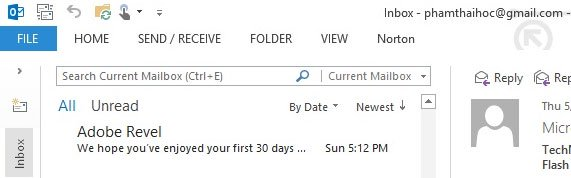 Inbox - phamthaihoc@gmail.com -
FILE HOME SEND / RECEIVE FOLDER VIEW Norton
Search Current Mailbox (Ctrl+E) Current Mailbox
Reply
All Unread By Date Newest
Thu 5
Adobe Revel
Micr
We hope you've enjoyed your first 30 days ... Sun 5:12 PM
TechN
Flash
Inbox